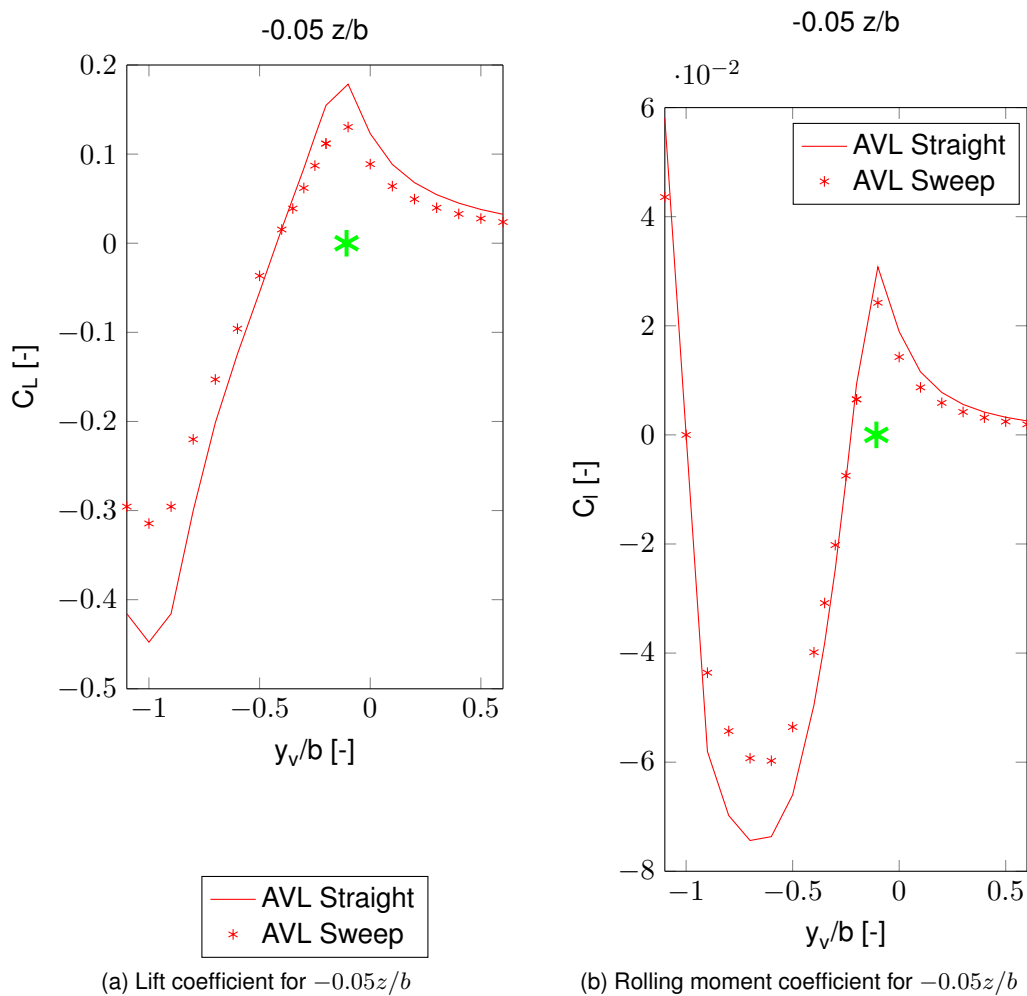 -0.05 z/b
0.2
0.1
0
−0.1
−0.2
−0.3
−0.4
−0.5
C_L [-]
−1 −0.5 0 0.5
y_v/b [-]
AVL Straight
AVL Sweep
(a) Lift coefficient for −0.05z/b
-0.05 z/b
·10⁻²
6
4
2
0
−2
−4
−6
−8
C_l [-]
AVL Straight
AVL Sweep
−1 −0.5 0 0.5
y_v/b [-]
(b) Rolling moment coefficient for −0.05z/b